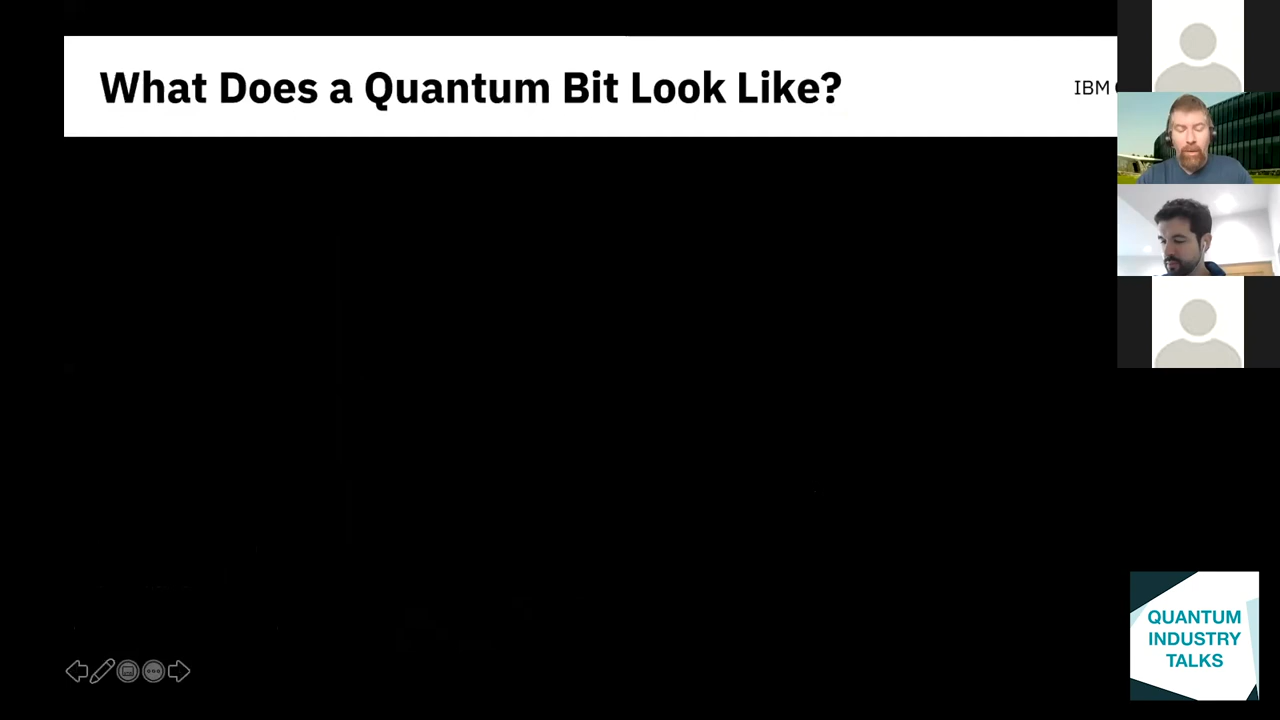 What Does a Quantum Bit Look Like?
IBM
QUANTUM
INDUSTRY
TALKS